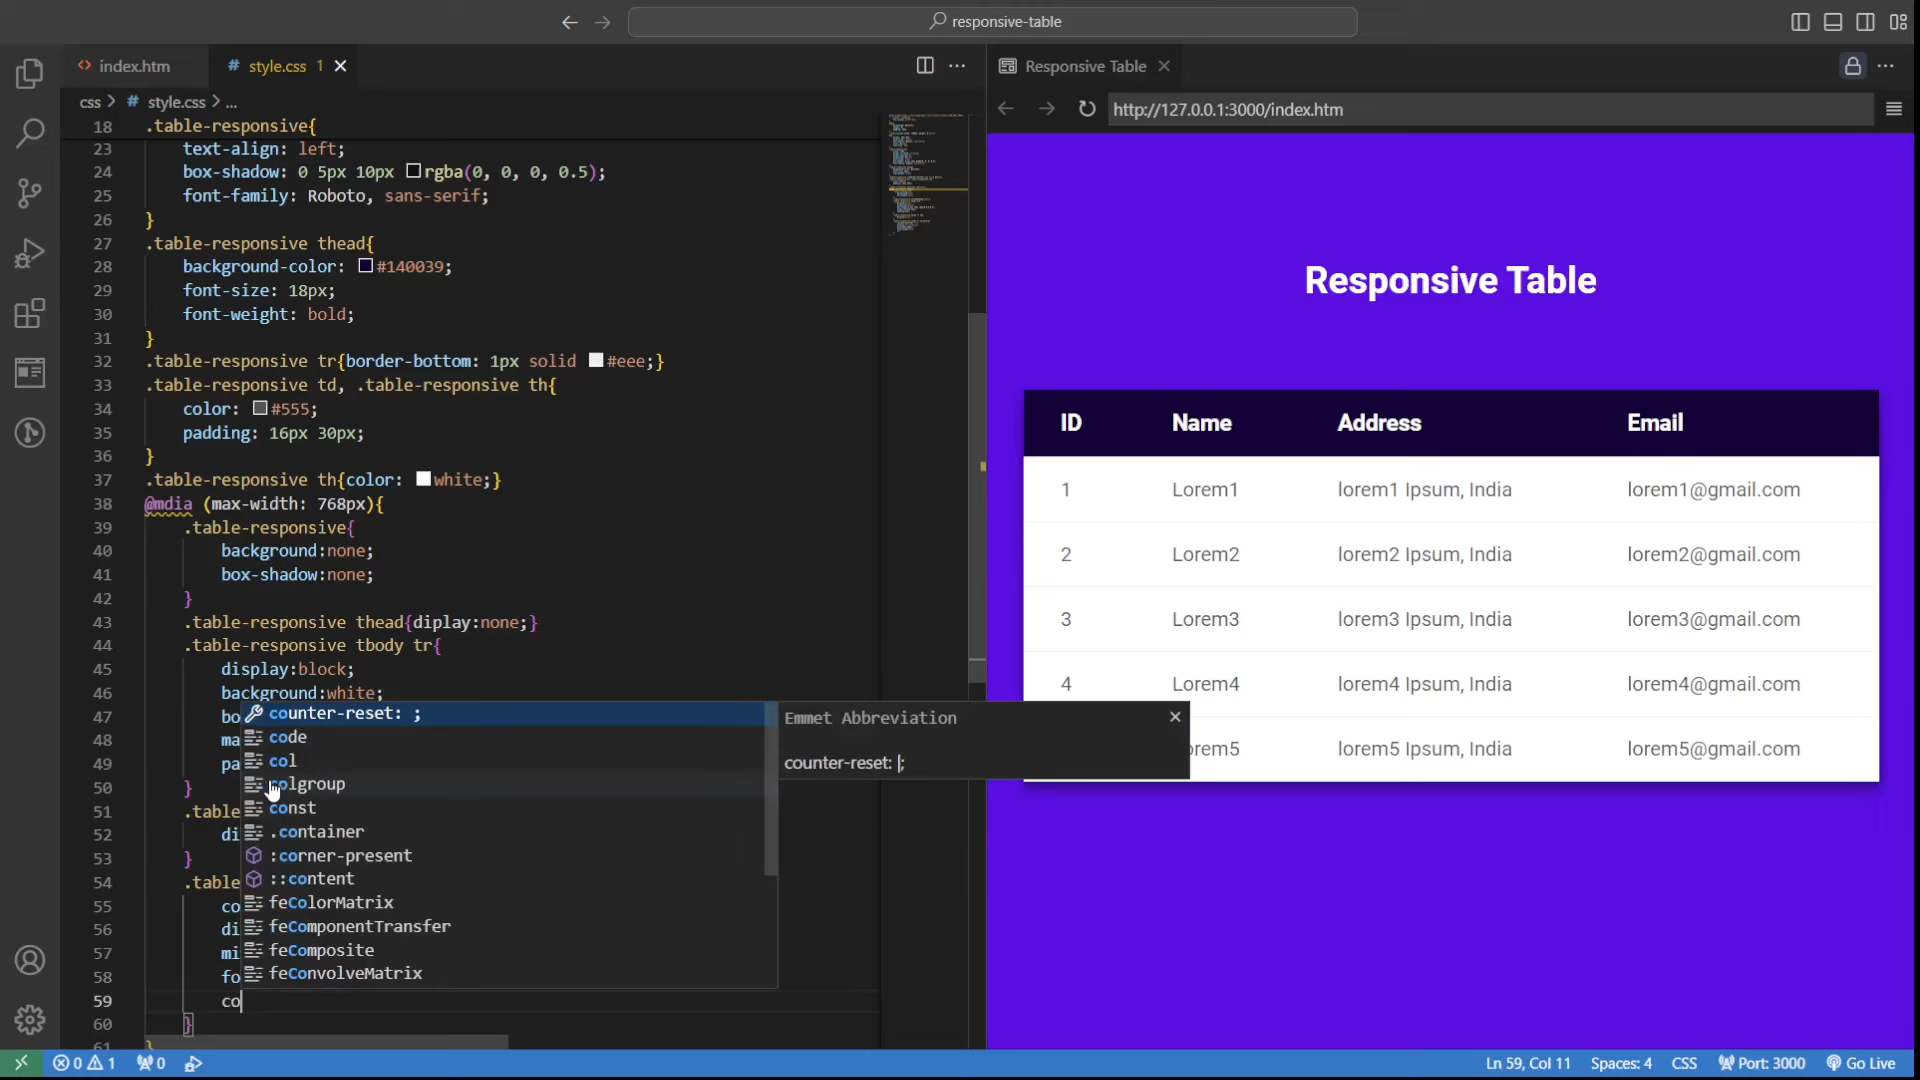 responsive-table
index.htm
style.css 1
Responsive Table
css > # style.css > ...
http://127.0.0.1:3000/index.htm
18 .table-responsive{
23 text-align: left;
24 box-shadow: 0 5px 10px rgba(0, 0, 0, 0.5);
25 font-family: Roboto, sans-serif;
26 }
27 .table-responsive thead{
28 background-color: #140039;
29 font-size: 18px;
30 font-weight: bold;
31 }
32 .table-responsive tr{border-bottom: 1px solid #eee;}
33 .table-responsive td, .table-responsive th{
34 color: #555;
35 padding: 16px 30px;
36 }
37 .table-responsive th{color: white;}
38 @mdia (max-width: 768px){
39 .table-responsive{
40 background:none;
41 box-shadow:none;
42 }
43 .table-responsive thead{diplay:none;}
44 .table-responsive tbody tr{
45 display:block;
46 background:white;
47 bo
48 ma
49 pa
50 }
51 .table
52 di
53 }
54 .table
55 co
56 di
57 mi
58 fo
59 co
60 }
61 }
counter-reset: ;
code
col
colgroup
const
.container
:corner-present
::content
feColorMatrix
feComponentTransfer
feComposite
feConvolveMatrix
Emmet Abbreviation
counter-reset: |;
Responsive Table
ID Name Address Email
1 Lorem1 lorem1 Ipsum, India lorem1@gmail.com
2 Lorem2 lorem2 Ipsum, India lorem2@gmail.com
3 Lorem3 lorem3 Ipsum, India lorem3@gmail.com
4 Lorem4 lorem4 Ipsum, India lorem4@gmail.com
orem5 lorem5 Ipsum, India lorem5@gmail.com
0 1 0 Ln 59, Col 11 Spaces: 4 CSS Port: 3000 Go Live